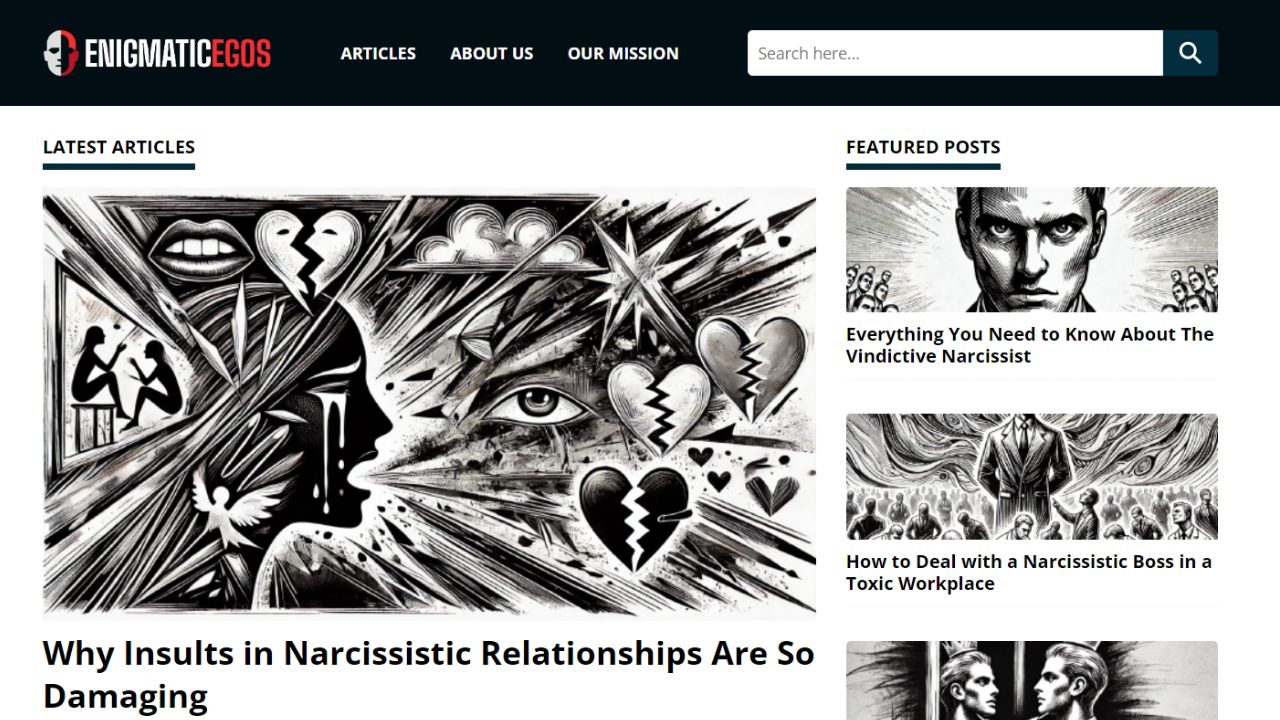 ENIGMATICEGOS
ARTICLES
ABOUT US
OUR MISSION
Search here...
LATEST ARTICLES
Why Insults in Narcissistic Relationships Are So
Damaging
FEATURED POSTS
Everything You Need to Know About The
Vindictive Narcissist
How to Deal with a Narcissistic Boss in a
Toxic Workplace